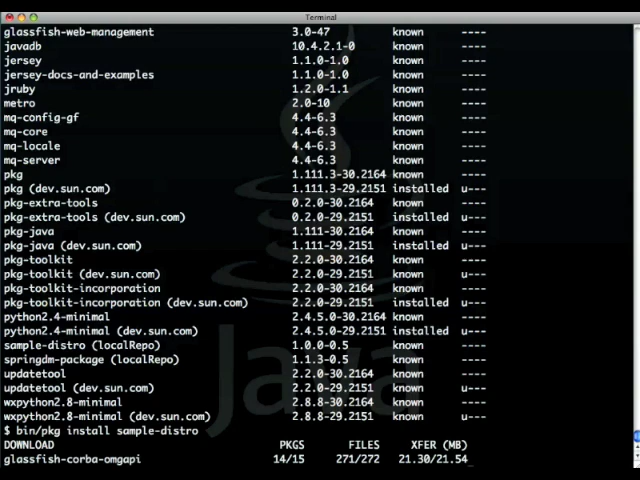 Terminal
glassfish-web-management 3.0-47 known ----
javadb 10.4.2.1-0 known ----
jersey 1.1.0-1.0 known ----
jersey-docs-and-examples 1.1.0-1.0 known ----
jruby 1.2.0-1.1 known ----
metro 2.0-10 known ----
mq-config-gf 4.4-6.3 known ----
mq-core 4.4-6.3 known ----
mq-locale 4.4-6.3 known ----
mq-server 4.4-6.3 known ----
pkg 1.111.3-30.2164 known ----
pkg (dev.sun.com) 1.111.3-29.2151 installed u---
pkg-extra-tools 0.2.0-30.2164 known ----
pkg-extra-tools (dev.sun.com) 0.2.0-29.2151 installed u---
pkg-java 1.111-30.2164 known ----
pkg-java (dev.sun.com) 1.111-29.2151 installed u---
pkg-toolkit 2.2.0-30.2164 known ----
pkg-toolkit (dev.sun.com) 2.2.0-29.2151 known u---
pkg-toolkit-incorporation 2.2.0-30.2164 known ----
pkg-toolkit-incorporation (dev.sun.com) 2.2.0-29.2151 installed u---
python2.4-minimal 2.4.5.0-30.2164 known ----
python2.4-minimal (dev.sun.com) 2.4.5.0-29.2151 installed u---
sample-distro (localRepo) 1.0.0-0.5 known ----
springdm-package (localRepo) 1.1.3-0.5 known ----
updatetool 2.2.0-30.2164 known ----
updatetool (dev.sun.com) 2.2.0-29.2151 known u---
wxpython2.8-minimal 2.8.8-30.2164 known ----
wxpython2.8-minimal (dev.sun.com) 2.8.8-29.2151 known u---
$ bin/pkg install sample-distro
DOWNLOAD PKGS FILES XFER (MB)
glassfish-corba-omgapi 14/15 271/272 21.30/21.54
Java